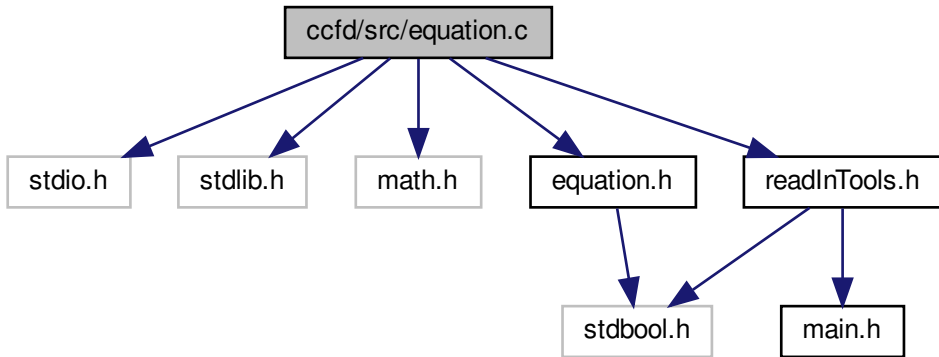 ccfd/src/equation.c
stdio.h
stdlib.h
math.h
equation.h
readInTools.h
stdbool.h
main.h